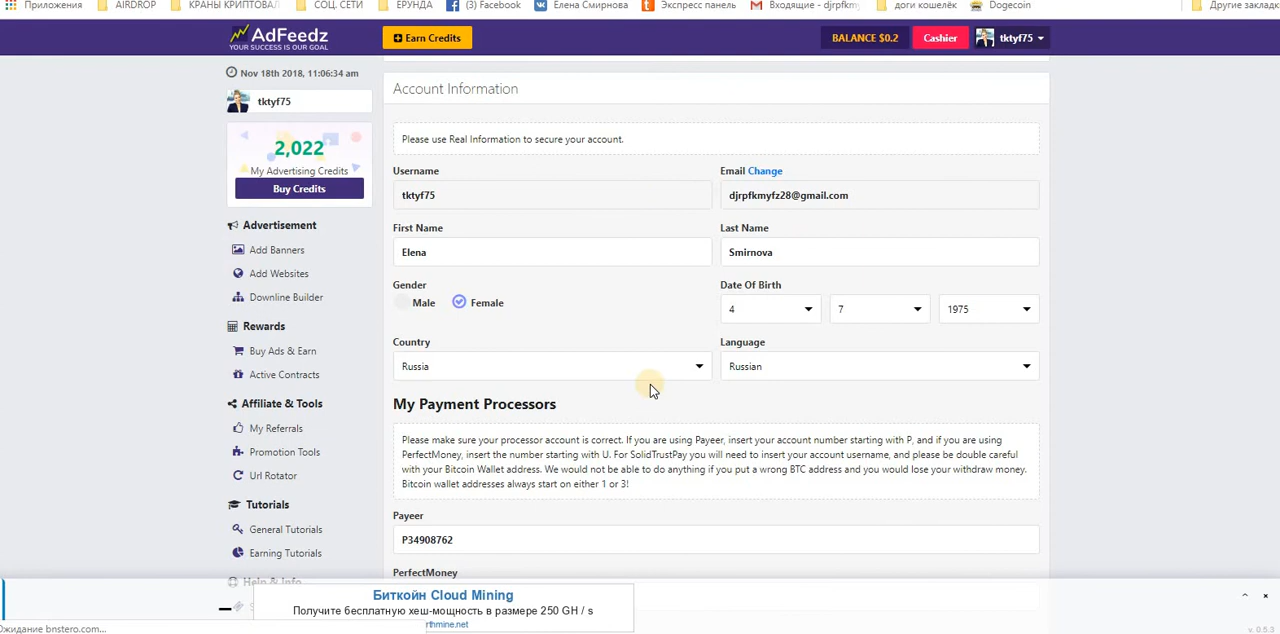 Приложения AIRDROP КРАНЫ КРИПТОВАЛ СОЦ. СЕТИ ЕРУНДА (3) Facebook Елена Смирнова Экспресс панель Входящие - djrpfkmy доги кошелёк Dogecoin Другие заклад
AdFeedz
YOUR SUCCESS IS OUR GOAL
Earn Credits
BALANCE $0.2
Cashier
tktyf75
Nov 18th 2018, 11:06:34 am
tktyf75
2,022
My Advertising Credits
Buy Credits
Advertisement
Add Banners
Add Websites
Downline Builder
Rewards
Buy Ads & Earn
Active Contracts
Affiliate & Tools
My Referrals
Promotion Tools
Url Rotator
Tutorials
General Tutorials
Earning Tutorials
Help & Info
Account Information
Please use Real Information to secure your account.
Username
Email Change
tktyf75
djrpfkmyfz28@gmail.com
First Name
Last Name
Elena
Smirnova
Gender
Date Of Birth
Male Female
4 7 1975
Country
Language
Russia
Russian
My Payment Processors
Please make sure your processor account is correct. If you are using Payeer, insert your account number starting with P, and if you are using
PerfectMoney, insert the number starting with U. For SolidTrustPay you will need to insert your account username, and please be double careful
with your Bitcoin Wallet address. We would not be able to do anything if you put a wrong BTC address and you would lose your withdraw money.
Bitcoin wallet addresses always start on either 1 or 3!
Payeer
P34908762
PerfectMoney
Биткойн Cloud Mining
Получите бесплатную хеш-мощность в размере 250 GH / s
rthmine.net
Ожидание bnstero.com...
v. 0.5.3